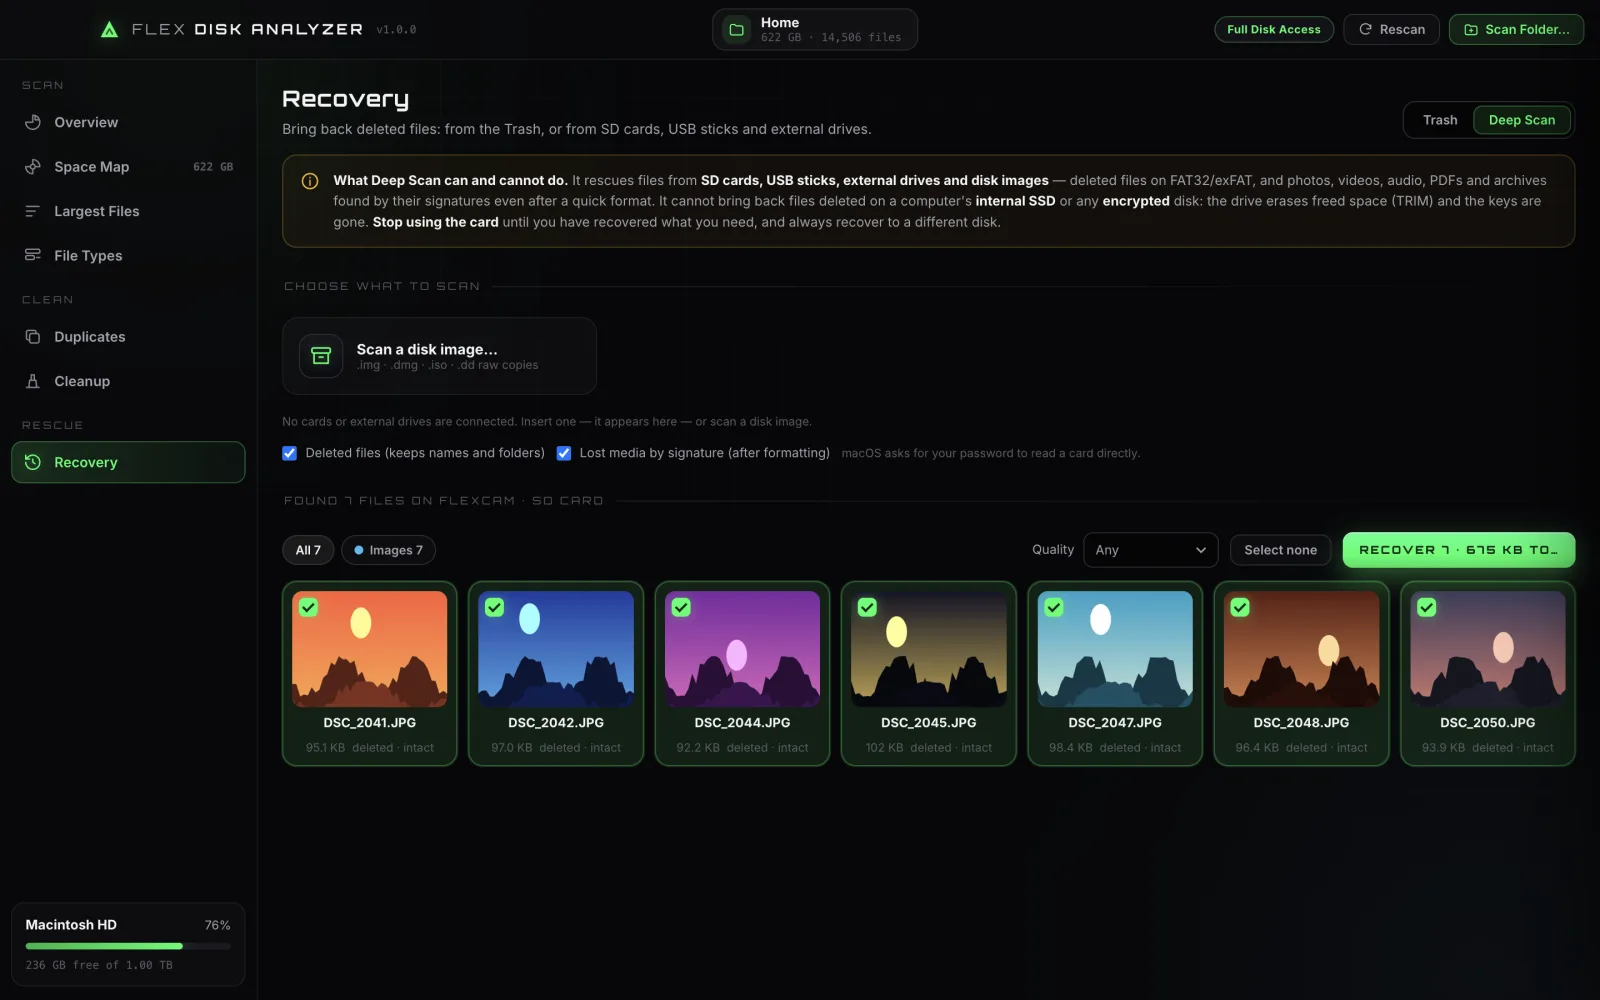 FLEX DISK ANALYZER v1.0.0
Home
622 GB · 14,506 files
Full Disk Access
Rescan
Scan Folder...
SCAN
Overview
Space Map 622 GB
Largest Files
File Types
CLEAN
Duplicates
Cleanup
RESCUE
Recovery
Macintosh HD 76%
236 GB free of 1.00 TB
Recovery
Bring back deleted files: from the Trash, or from SD cards, USB sticks and external drives.
Trash
Deep Scan
What Deep Scan can and cannot do. It rescues files from SD cards, USB sticks, external drives and disk images — deleted files on FAT32/exFAT, and photos, videos, audio, PDFs and archives
found by their signatures even after a quick format. It cannot bring back files deleted on a computer's internal SSD or any encrypted disk: the drive erases freed space (TRIM) and the keys are
gone. Stop using the card until you have recovered what you need, and always recover to a different disk.
CHOOSE WHAT TO SCAN
Scan a disk image...
.img · .dmg · .iso · .dd raw copies
No cards or external drives are connected. Insert one — it appears here — or scan a disk image.
Deleted files (keeps names and folders) Lost media by signature (after formatting) macOS asks for your password to read a card directly.
FOUND 7 FILES ON FLEXCAM · SD CARD
All 7
Images 7
Quality
Any
Select none
RECOVER 7 · 675 KB TO…
DSC_2041.JPG
95.1 KB deleted · intact
DSC_2042.JPG
97.0 KB deleted · intact
DSC_2044.JPG
92.2 KB deleted · intact
DSC_2045.JPG
102 KB deleted · intact
DSC_2047.JPG
98.4 KB deleted · intact
DSC_2048.JPG
96.4 KB deleted · intact
DSC_2050.JPG
93.9 KB deleted · intact